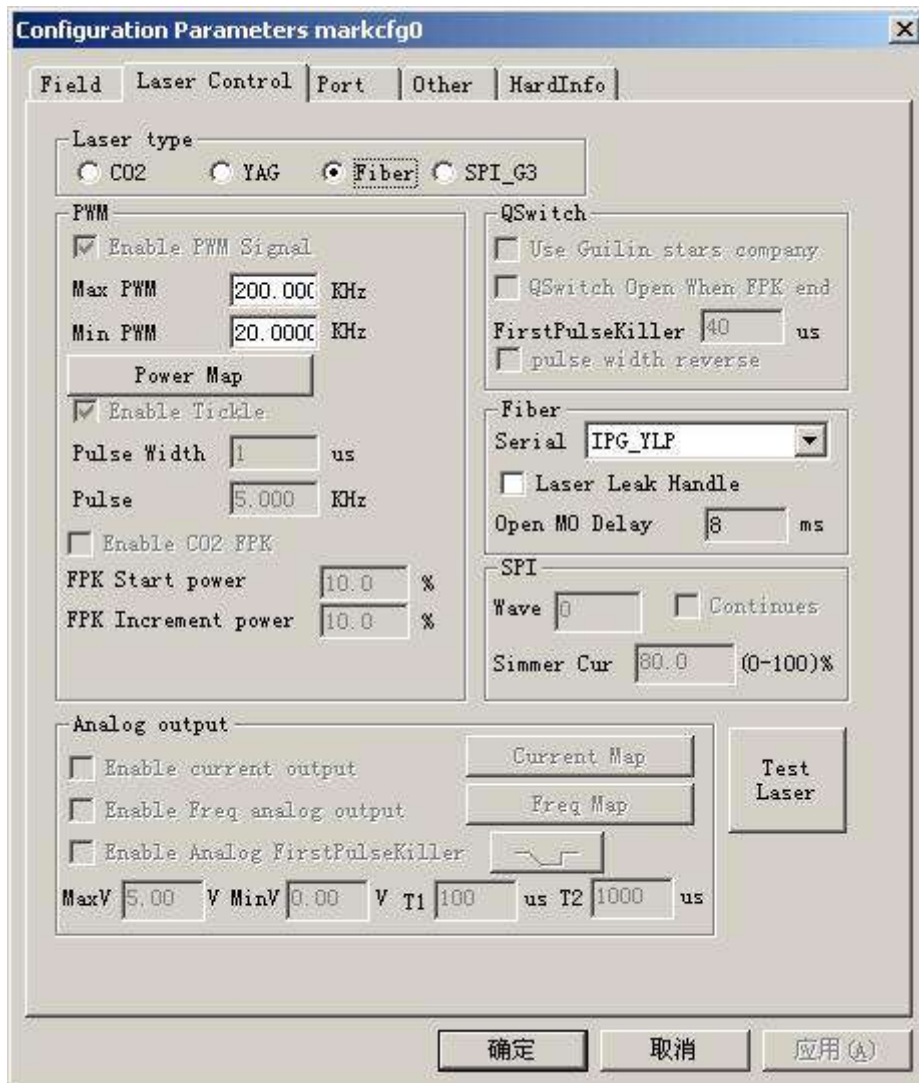 Configuration Parameters markcfg0
Field Laser Control Port Other HardInfo
Laser type
CO2 YAG Fiber SPI_G3
PWM
Enable PWM Signal
Max PWM 200.000 KHz
Min PWM 20.0000 KHz
Power Map
Enable Tickle
Pulse Width 1 us
Pulse 5.000 KHz
Enable CO2 FPK
FPK Start power 10.0 %
FPK Increment power 10.0 %
QSwitch
Use Guilin stars company
QSwitch Open When FPK end
FirstPulseKiller 40 us
pulse width reverse
Fiber
Serial IPG_YLP
Laser Leak Handle
Open MO Delay 8 ms
SPI
Wave 0 Continues
Simmer Cur 80.0 (0-100)%
Analog output
Enable current output Current Map
Enable Freq analog output Freq Map
Enable Analog FirstPulseKiller
MaxV 5.00 V MinV 0.00 V T1 100 us T2 1000 us
Test
Laser
确定 取消 应用(A)